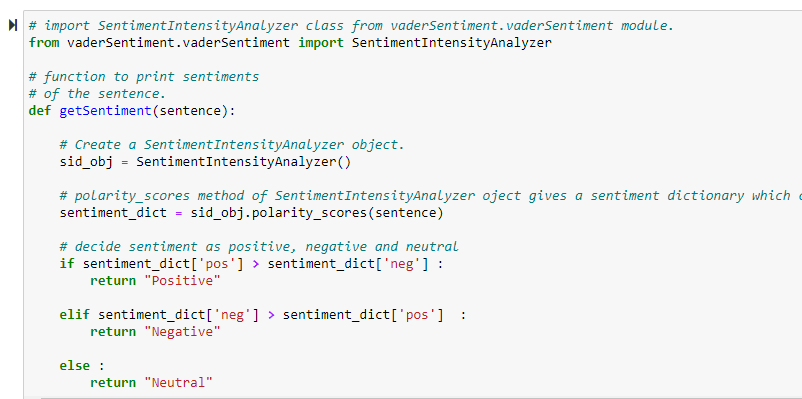 # import SentimentIntensityAnalyzer class from vaderSentiment.vaderSentiment module.
from vaderSentiment.vaderSentiment import SentimentIntensityAnalyzer
# function to print sentiments
# of the sentence.
def getSentiment(sentence):
# Create a SentimentIntensityAnalyzer object.
sid_obj = SentimentIntensityAnalyzer()
# polarity_scores method of SentimentIntensityAnalyzer oject gives a sentiment dictionary which
sentiment_dict = sid_obj.polarity_scores(sentence)
# decide sentiment as positive, negative and neutral
if sentiment_dict['pos'] > sentiment_dict['neg'] :
return "Positive"
elif sentiment_dict['neg'] > sentiment_dict['pos']  :
return "Negative"
else :
return "Neutral"